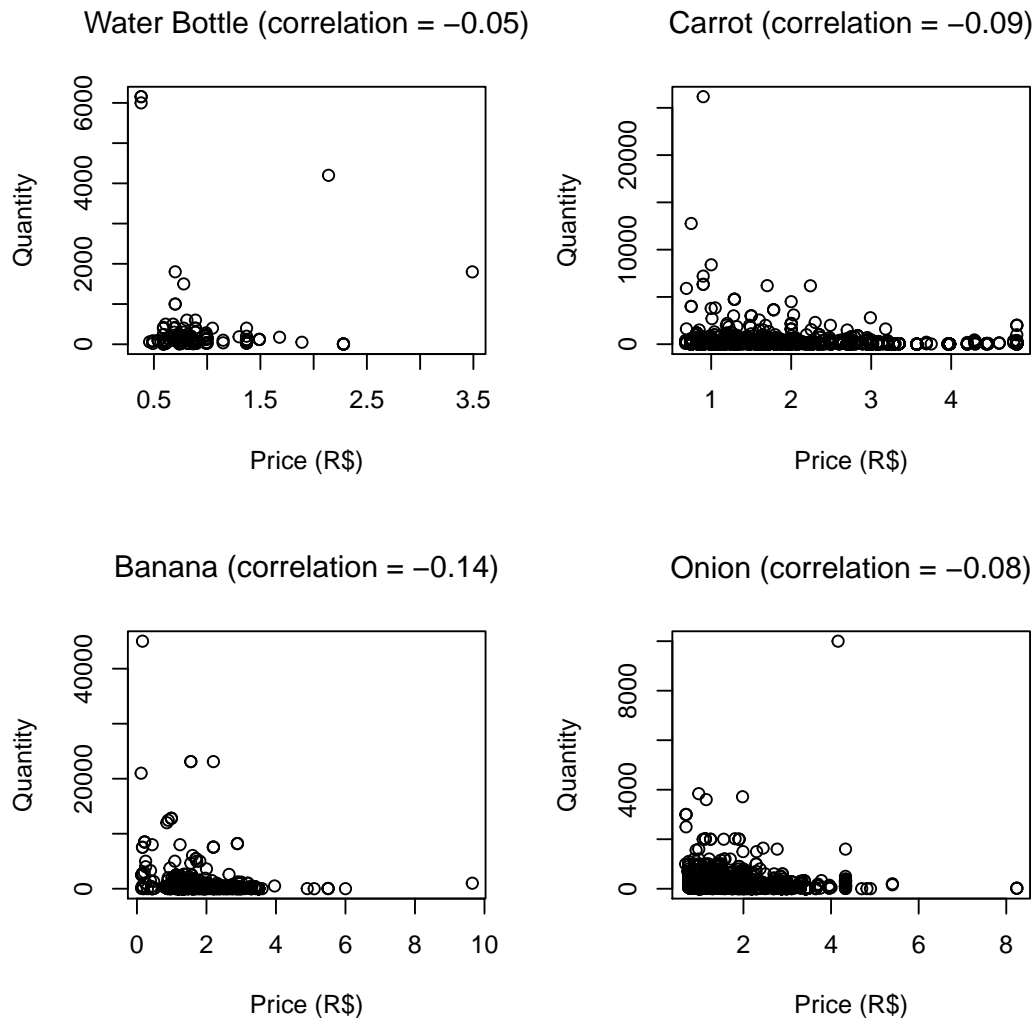 Water Bottle (correlation = −0.05)
Quantity
6000
4000
2000
0
0.5 1.5 2.5 3.5
Price (R$)
Carrot (correlation = −0.09)
Quantity
20000
10000
0
1 2 3 4
Price (R$)
Banana (correlation = −0.14)
Quantity
40000
20000
0
0 2 4 6 8 10
Price (R$)
Onion (correlation = −0.08)
Quantity
8000
4000
0
2 4 6 8
Price (R$)